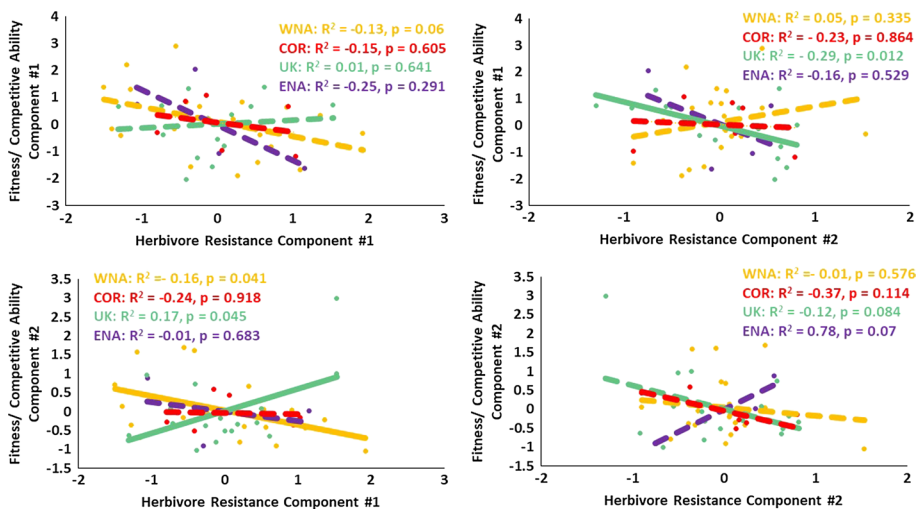 Fitness/ Competitive Ability
Component #1
4
3
2
1
0
-1
-2
-3
WNA: R² = -0.13, p = 0.06
COR: R² = -0.15, p = 0.605
UK: R² = 0.01, p = 0.641
ENA: R² = -0.25, p = 0.291
-2 -1 0 1 2 3
Herbivore Resistance Component #1
Fitness/ Competitive Ability
Component #1
4
3
2
1
0
-1
-2
-3
WNA: R² = 0.05, p = 0.335
COR: R² = - 0.23, p = 0.864
UK: R² = - 0.29, p = 0.012
ENA: R² = -0.16, p = 0.529
-2 -1 0 1 2
Herbivore Resistance Component #2
Fitness/ Competitive Ability
Component #2
3.5
3
2.5
2
1.5
1
0.5
0
-0.5
-1
-1.5
WNA: R² =- 0.16, p = 0.041
COR: R² = -0.24, p = 0.918
UK: R² = 0.17, p = 0.045
ENA: R² = -0.01, p = 0.683
-2 -1 0 1 2 3
Herbivore Resistance Component #1
Fitness/ Competitive Ability
Component #2
3.5
3
2.5
2
1.5
1
0.5
0
-0.5
-1
-1.5
WNA: R² =- 0.01, p = 0.576
COR: R² = -0.37, p = 0.114
UK: R² = -0.12, p = 0.084
ENA: R² = 0.78, p = 0.07
-2 -1 0 1 2
Herbivore Resistance Component #2